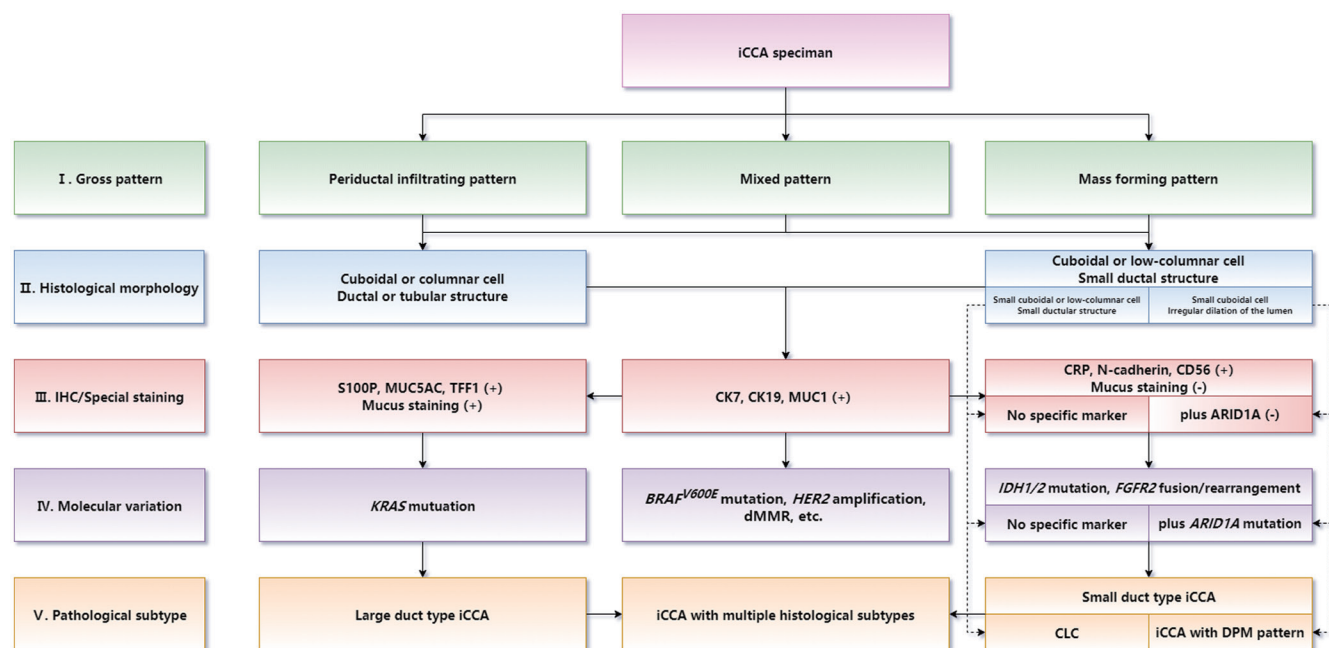 iCCA speciman
Ⅰ. Gross pattern
Periductal infiltrating pattern
Mixed pattern
Mass forming pattern
Ⅱ. Histological morphology
Cuboidal or columnar cell
Ductal or tubular structure
Cuboidal or low-columnar cell
Small ductal structure
Small cuboidal or low-columnar cell
Small ductular structure
Small cuboidal cell
Irregular dilation of the lumen
Ⅲ. IHC/Special staining
S100P, MUC5AC, TFF1 (+)
Mucus staining (+)
CK7, CK19, MUC1 (+)
CRP, N-cadherin, CD56 (+)
Mucus staining (-)
No specific marker
plus ARID1A (-)
Ⅳ. Molecular variation
KRAS mutuation
BRAF^V600E mutation, HER2 amplification,
dMMR, etc.
IDH1/2 mutation, FGFR2 fusion/rearrangement
No specific marker
plus ARID1A mutation
Ⅴ. Pathological subtype
Large duct type iCCA
iCCA with multiple histological subtypes
Small duct type iCCA
CLC
iCCA with DPM pattern